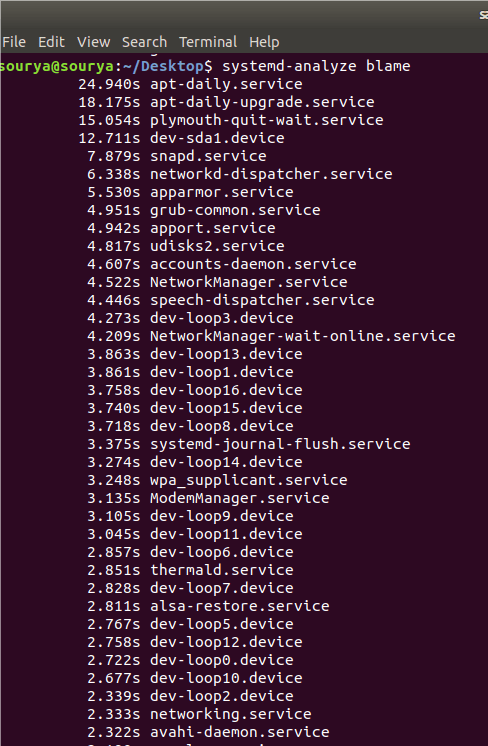 File Edit View Search Terminal Help
sourya@sourya:~/Desktop$ systemd-analyze blame
24.940s apt-daily.service
18.175s apt-daily-upgrade.service
15.054s plymouth-quit-wait.service
12.711s dev-sda1.device
7.879s snapd.service
6.338s networkd-dispatcher.service
5.530s apparmor.service
4.951s grub-common.service
4.942s apport.service
4.817s udisks2.service
4.607s accounts-daemon.service
4.522s NetworkManager.service
4.446s speech-dispatcher.service
4.273s dev-loop3.device
4.209s NetworkManager-wait-online.service
3.863s dev-loop13.device
3.861s dev-loop1.device
3.758s dev-loop16.device
3.740s dev-loop15.device
3.718s dev-loop8.device
3.375s systemd-journal-flush.service
3.274s dev-loop14.device
3.248s wpa_supplicant.service
3.135s ModemManager.service
3.105s dev-loop9.device
3.045s dev-loop11.device
2.857s dev-loop6.device
2.851s thermald.service
2.828s dev-loop7.device
2.811s alsa-restore.service
2.767s dev-loop5.device
2.758s dev-loop12.device
2.722s dev-loop0.device
2.677s dev-loop10.device
2.339s dev-loop2.device
2.333s networking.service
2.322s avahi-daemon.service